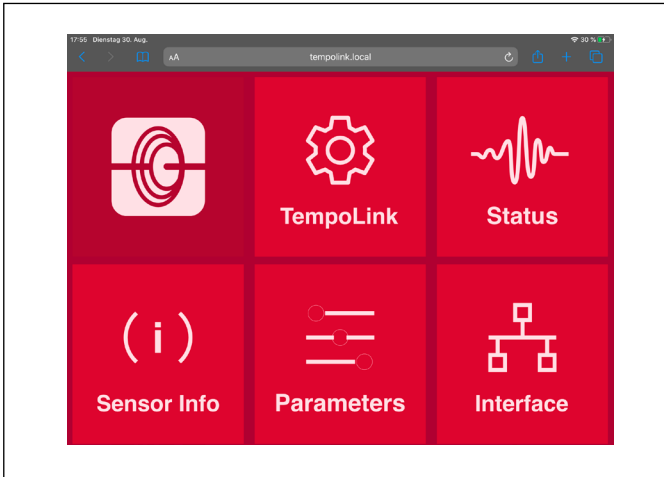 17:55 Dienstag 30. Aug.
30 %
AA
tempolink.local
TempoLink
Status
( i )
Sensor Info
Parameters
Interface